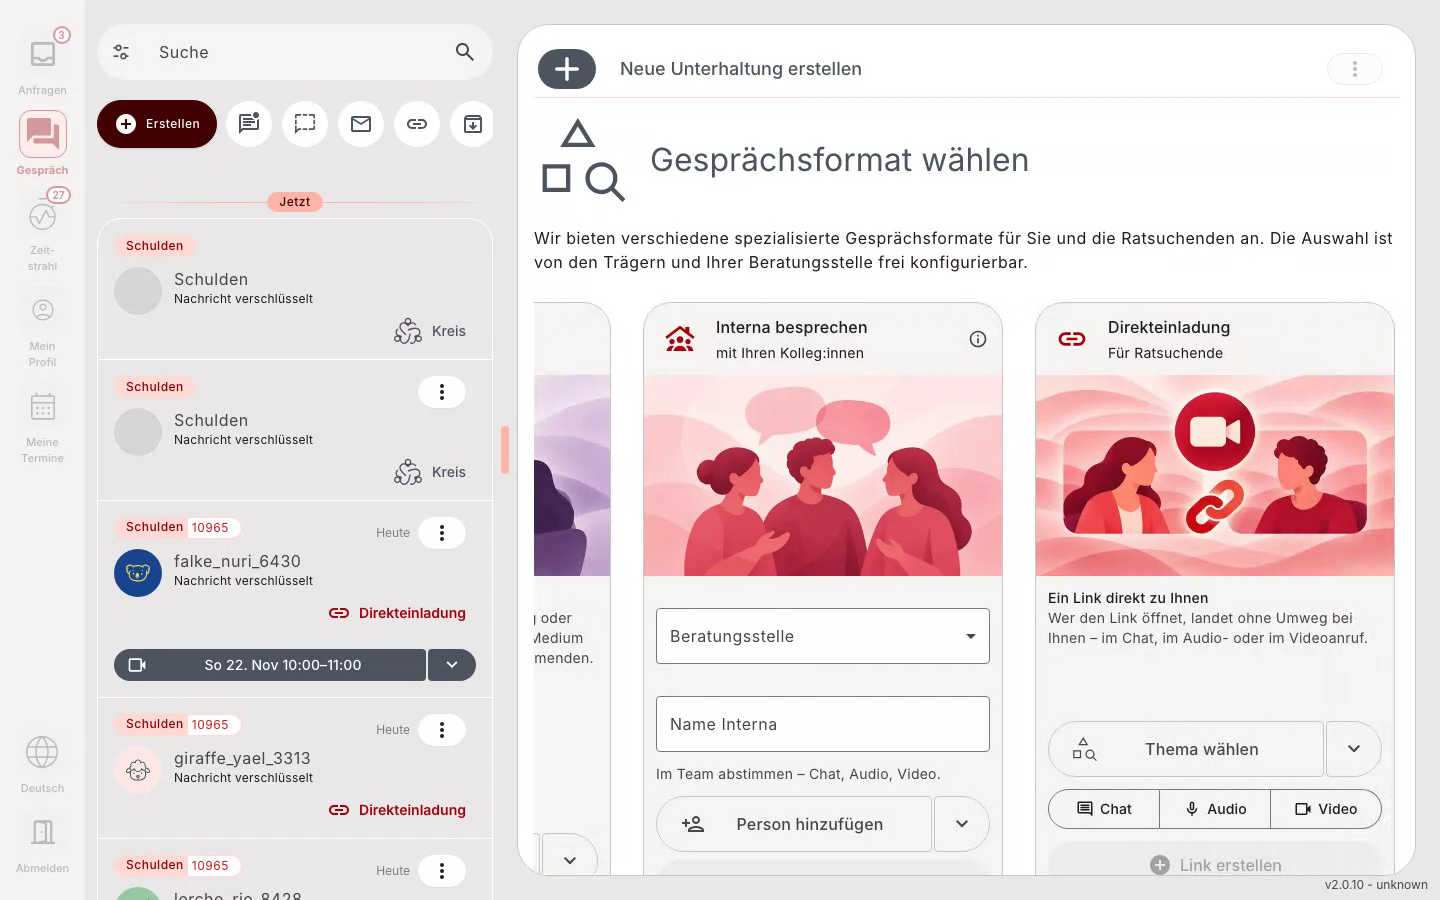 3
Anfragen
Gespräch
27
Zeit-
strahl
Mein
Profil
Meine
Termine
Deutsch
Abmelden
Suche
Erstellen
Jetzt
Schulden
Schulden
Nachricht verschlüsselt
Kreis
Schulden
Schulden
Nachricht verschlüsselt
Kreis
Schulden 10965
Heute
falke_nuri_6430
Nachricht verschlüsselt
Direkteinladung
So 22. Nov 10:00–11:00
Schulden 10965
Heute
giraffe_yael_3313
Nachricht verschlüsselt
Direkteinladung
Schulden 10965
Heute
lerche_rio_8428
Neue Unterhaltung erstellen
Gesprächsformat wählen
Wir bieten verschiedene spezialisierte Gesprächsformate für Sie und die Ratsuchenden an. Die Auswahl ist
von den Trägern und Ihrer Beratungsstelle frei konfigurierbar.
oder
Medium
menden.
Interna besprechen
mit Ihren Kolleg:innen
Beratungsstelle
Name Interna
Im Team abstimmen – Chat, Audio, Video.
Person hinzufügen
Direkteinladung
Für Ratsuchende
Ein Link direkt zu Ihnen
Wer den Link öffnet, landet ohne Umweg bei
Ihnen – im Chat, im Audio- oder im Videoanruf.
Thema wählen
Chat
Audio
Video
Link erstellen
v2.0.10 - unknown